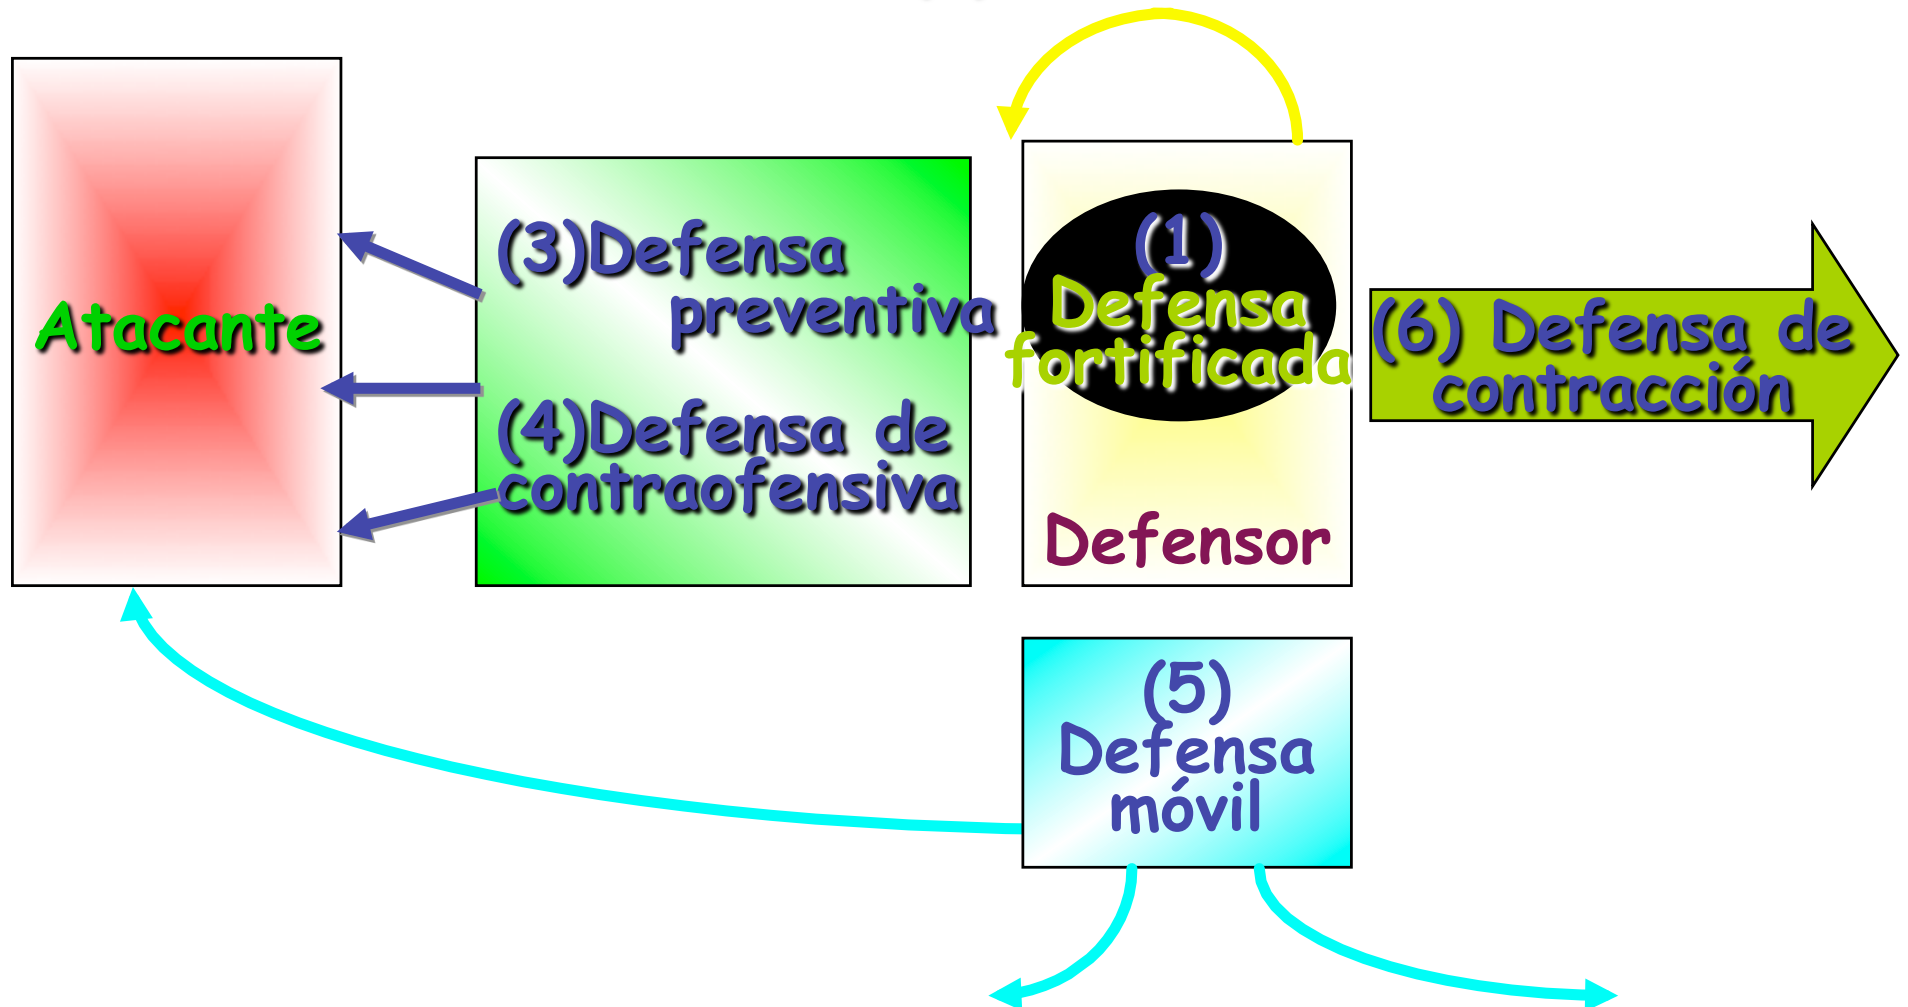 Atacante
(3)Defensa
preventiva
(4)Defensa de
contraofensiva
(1)
Defensa
fortificada
Defensor
(6) Defensa de
contracción
(5)
Defensa
móvil